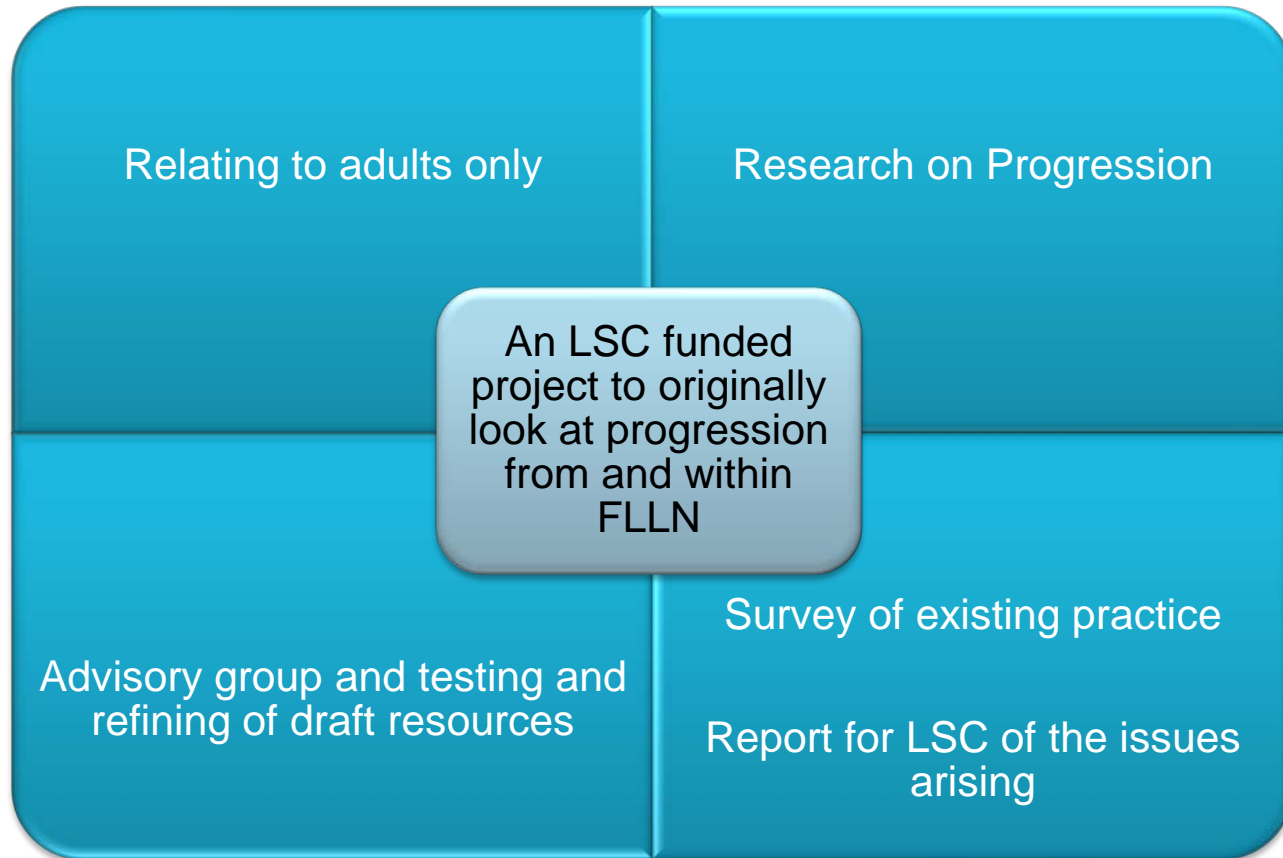 Relating to adults only
Research on Progression
An LSC funded
project to originally
look at progression
from and within
FLLN
Advisory group and testing and
refining of draft resources
Survey of existing practice
Report for LSC of the issues
arising